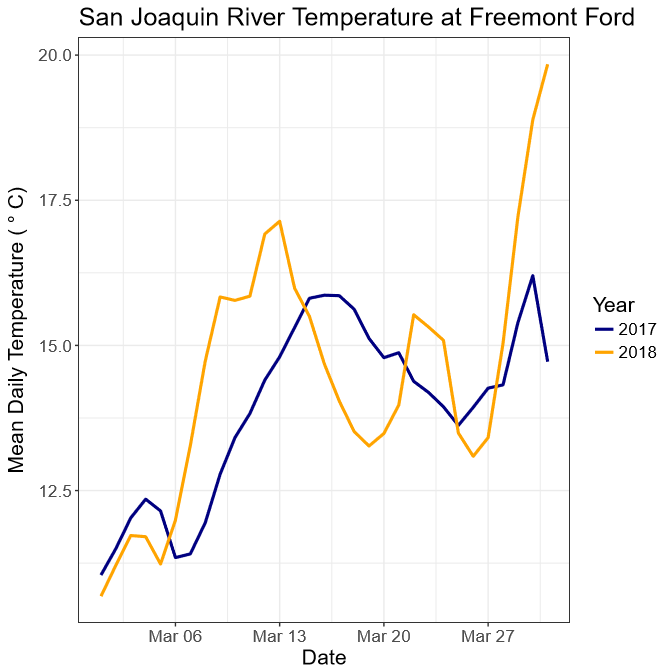 San Joaquin River Temperature at Freemont Ford
Mean Daily Temperature ( ° C)
20.0
17.5
15.0
12.5
Mar 06 Mar 13 Mar 20 Mar 27
Date
Year
2017
2018